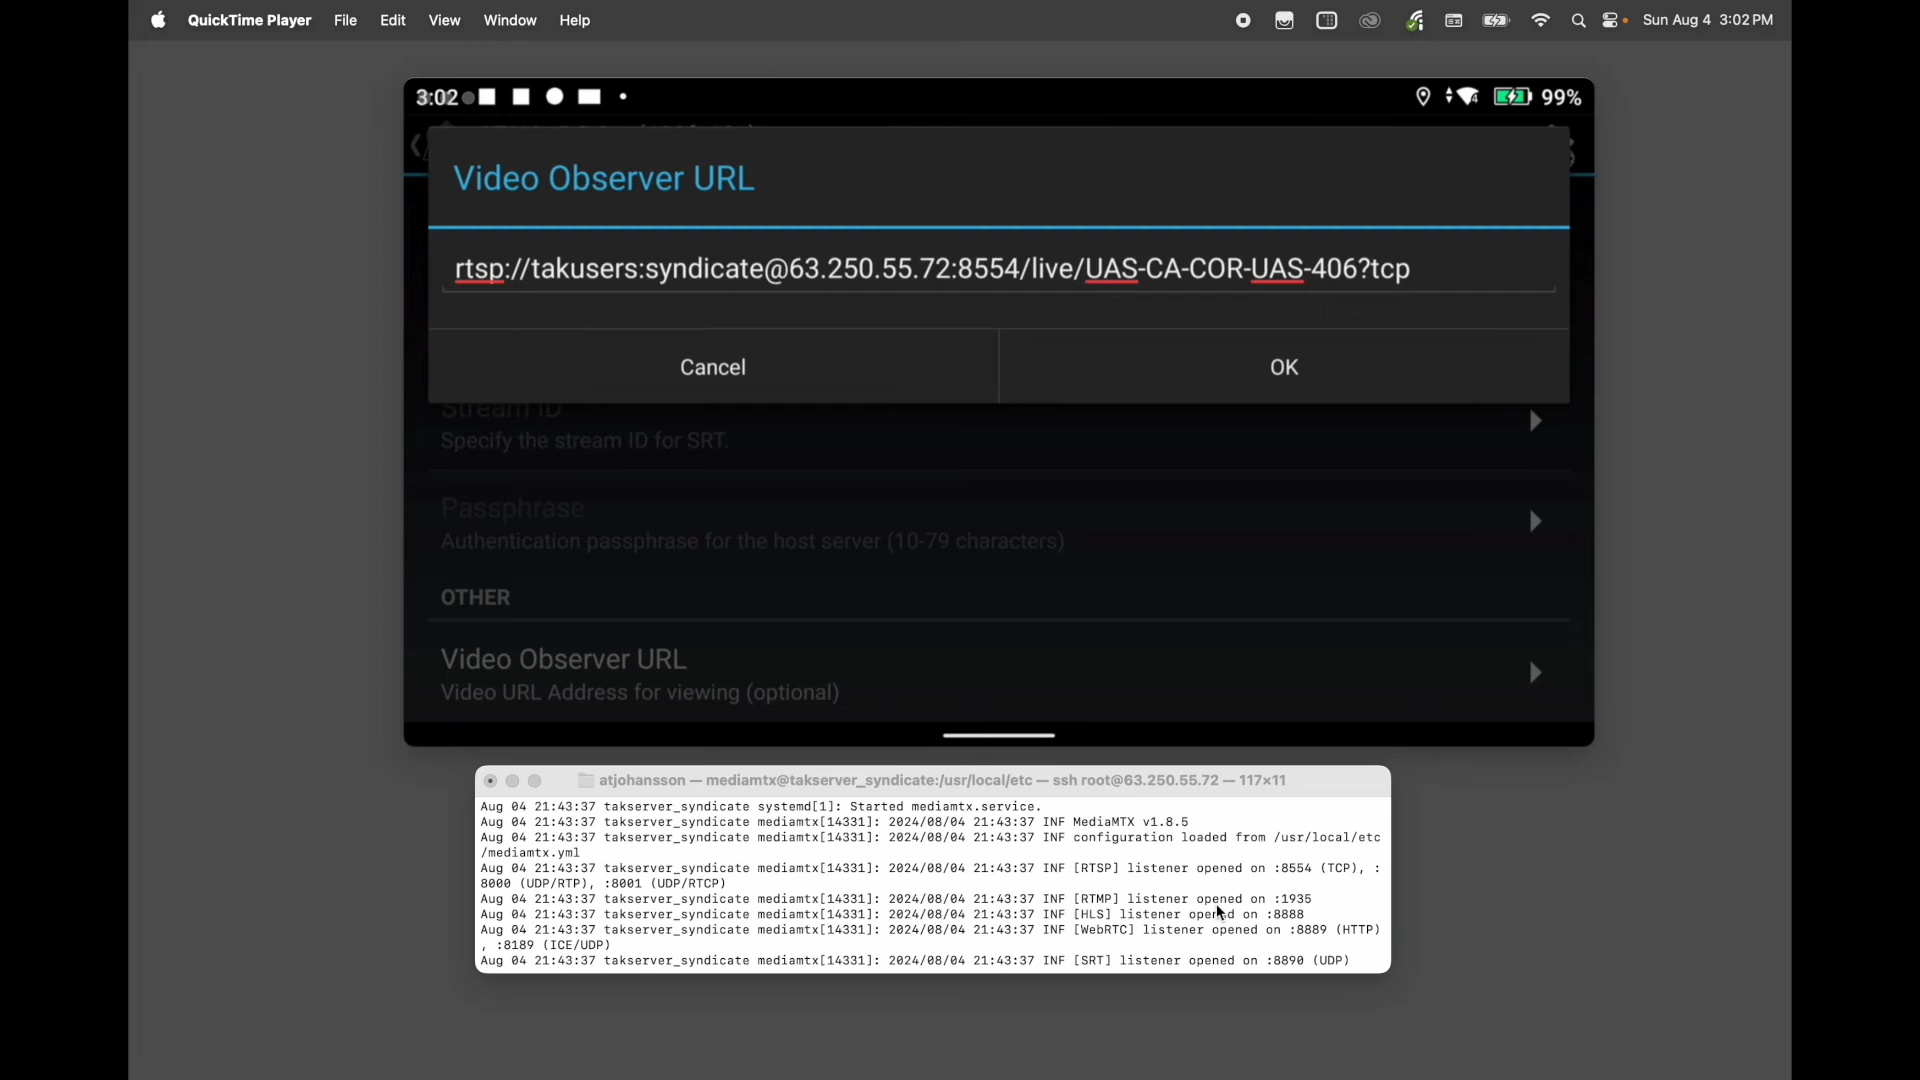 QuickTime Player File Edit View Window Help Sun Aug 4 3:02 PM
3:02 99%
Video Observer URL
rtsp://takusers:syndicate@63.250.55.72:8554/live/UAS-CA-COR-UAS-406?tcp
Cancel OK
Stream ID
Specify the stream ID for SRT.
Passphrase
Authentication passphrase for the host server (10-79 characters)
OTHER
Video Observer URL
Video URL Address for viewing (optional)
atjohansson — mediamtx@takserver_syndicate:/usr/local/etc — ssh root@63.250.55.72 — 117×11
Aug 04 21:43:37 takserver_syndicate systemd[1]: Started mediamtx.service.
Aug 04 21:43:37 takserver_syndicate mediamtx[14331]: 2024/08/04 21:43:37 INF MediaMTX v1.8.5
Aug 04 21:43:37 takserver_syndicate mediamtx[14331]: 2024/08/04 21:43:37 INF configuration loaded from /usr/local/etc
/mediamtx.yml
Aug 04 21:43:37 takserver_syndicate mediamtx[14331]: 2024/08/04 21:43:37 INF [RTSP] listener opened on :8554 (TCP), :
8000 (UDP/RTP), :8001 (UDP/RTCP)
Aug 04 21:43:37 takserver_syndicate mediamtx[14331]: 2024/08/04 21:43:37 INF [RTMP] listener opened on :1935
Aug 04 21:43:37 takserver_syndicate mediamtx[14331]: 2024/08/04 21:43:37 INF [HLS] listener opened on :8888
Aug 04 21:43:37 takserver_syndicate mediamtx[14331]: 2024/08/04 21:43:37 INF [WebRTC] listener opened on :8889 (HTTP)
, :8189 (ICE/UDP)
Aug 04 21:43:37 takserver_syndicate mediamtx[14331]: 2024/08/04 21:43:37 INF [SRT] listener opened on :8890 (UDP)